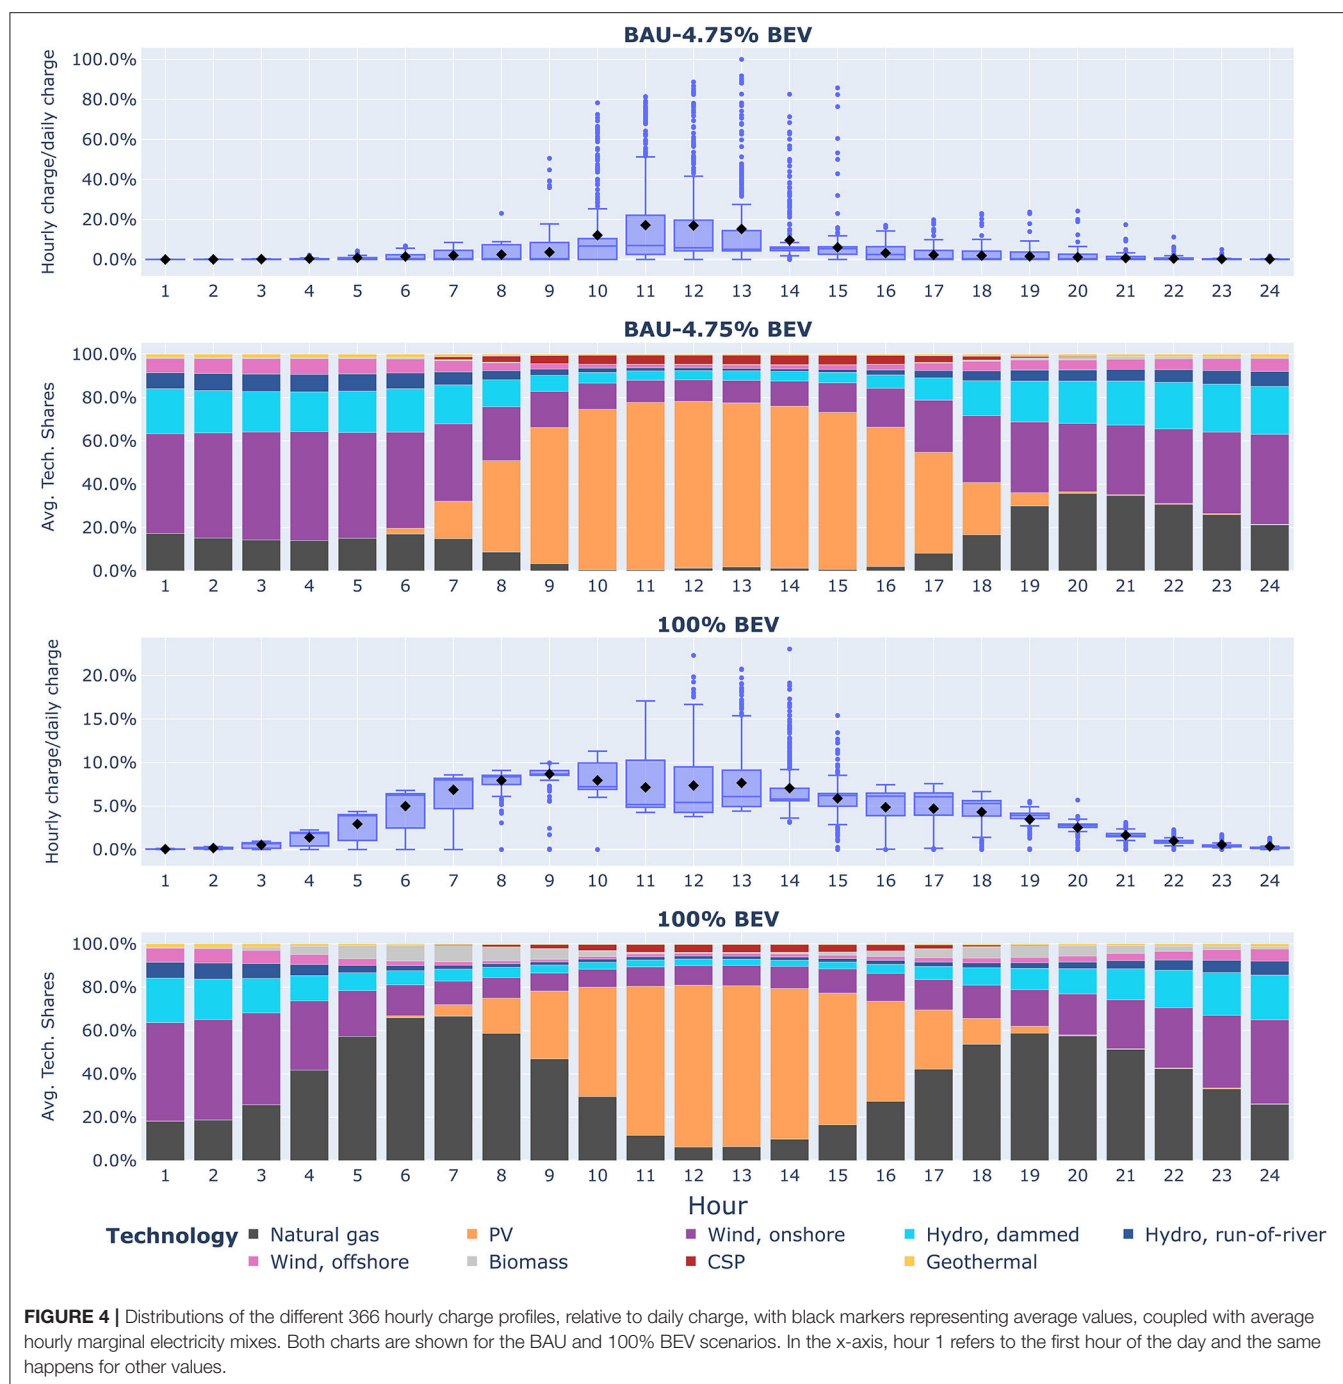 BAU-4.75% BEV
Hourly charge/daily charge
100.0%
80.0%
60.0%
40.0%
20.0%
0.0%
1 2 3 4 5 6 7 8 9 10 11 12 13 14 15 16 17 18 19 20 21 22 23 24
BAU-4.75% BEV
Avg. Tech. Shares
100.0%
80.0%
60.0%
40.0%
20.0%
0.0%
1 2 3 4 5 6 7 8 9 10 11 12 13 14 15 16 17 18 19 20 21 22 23 24
100% BEV
Hourly charge/daily charge
20.0%
15.0%
10.0%
5.0%
0.0%
1 2 3 4 5 6 7 8 9 10 11 12 13 14 15 16 17 18 19 20 21 22 23 24
100% BEV
Avg. Tech. Shares
100.0%
80.0%
60.0%
40.0%
20.0%
0.0%
1 2 3 4 5 6 7 8 9 10 11 12 13 14 15 16 17 18 19 20 21 22 23 24
Hour
Technology Natural gas PV Wind, onshore Hydro, dammed Hydro, run-of-river
Wind, offshore Biomass CSP Geothermal
FIGURE 4 | Distributions of the different 366 hourly charge profiles, relative to daily charge, with black markers representing average values, coupled with average
hourly marginal electricity mixes. Both charts are shown for the BAU and 100% BEV scenarios. In the x-axis, hour 1 refers to the first hour of the day and the same
happens for other values.